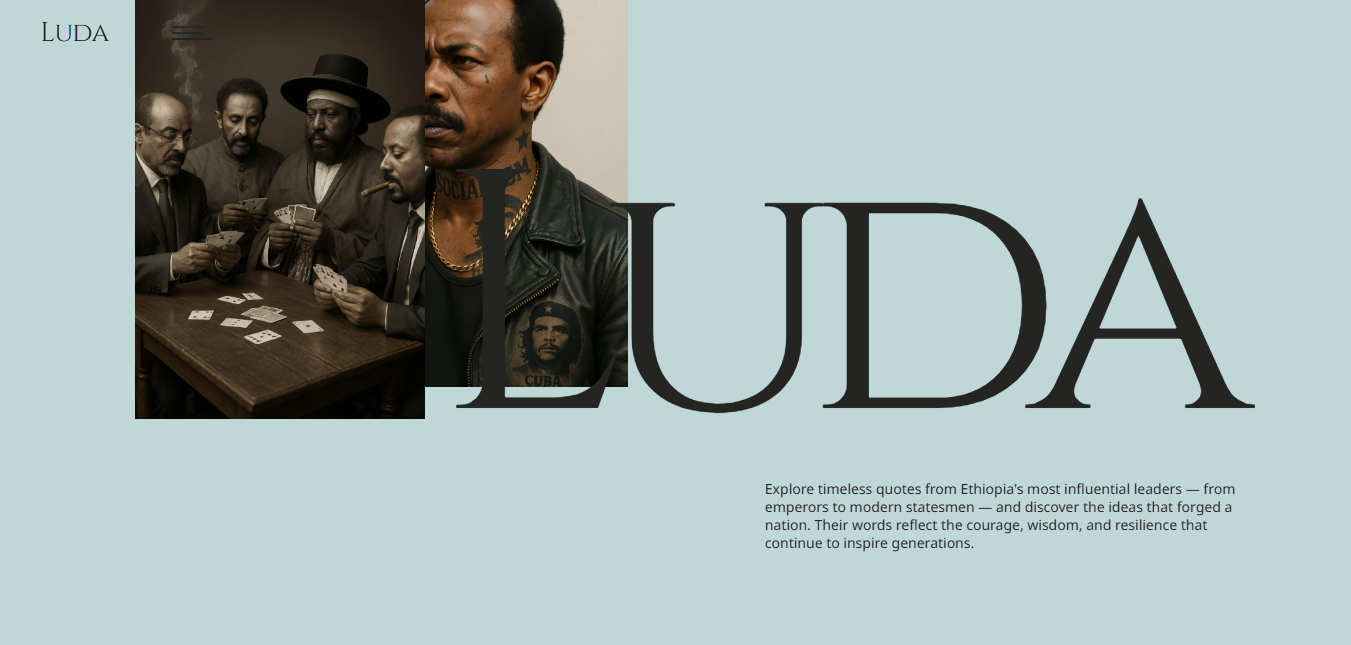 LUDA
SOCIALISM
CUBA
LUDA
Explore timeless quotes from Ethiopia's most influential leaders — from
emperors to modern statesmen — and discover the ideas that forged a
nation. Their words reflect the courage, wisdom, and resilience that
continue to inspire generations.